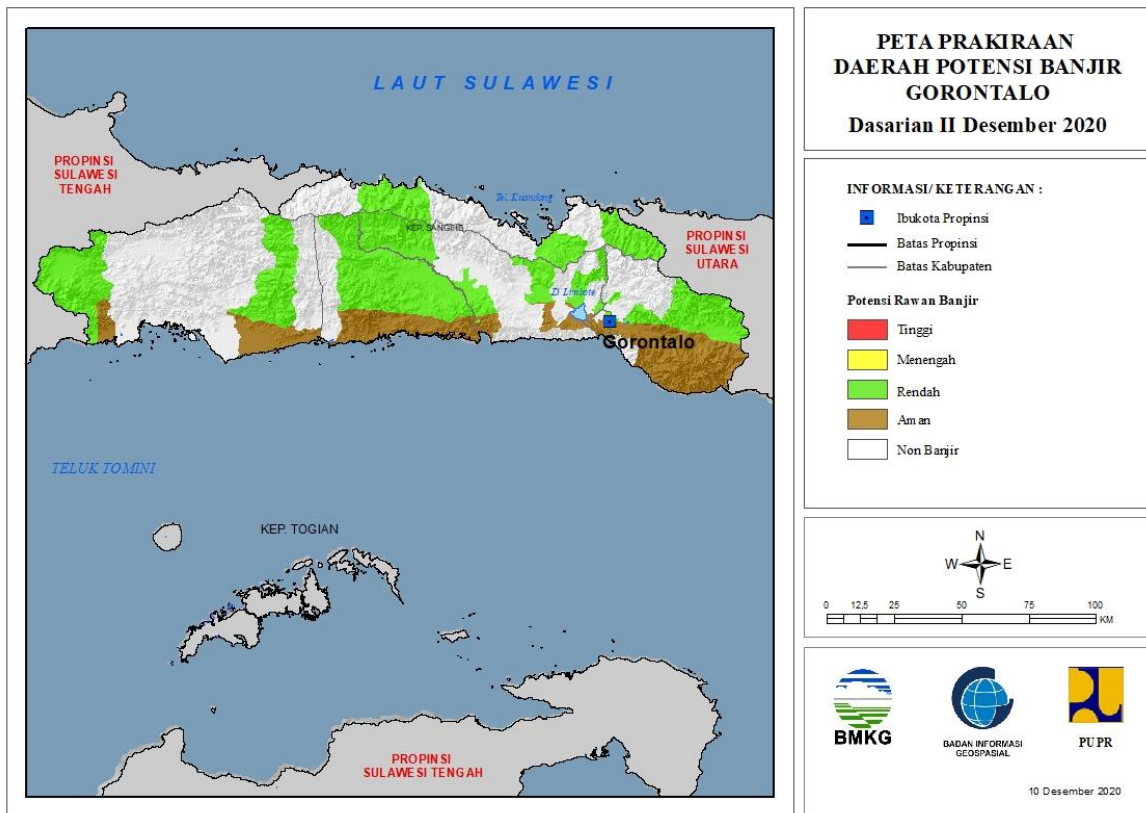 LAUT SULAWESI
PROPINSI
SULAWESI
TENGAH
Tel. Kuandang
KEP. SANGIHE
PROPINSI
SULAWESI
UTARA
D. Limboto
Gorontalo
TELUK TOMINI
KEP. TOGIAN
PROPINSI
SULAWESI TENGAH
PETA PRAKIRAAN
DAERAH POTENSI BANJIR
GORONTALO
Dasarian II Desember 2020
INFORMASI/ KETERANGAN :
Ibukota Propinsi
Batas Propinsi
Batas Kabupaten
Potensi Rawan Banjir
Tinggi
Menengah
Rendah
Aman
Non Banjir
N
W E
S
0 12,5 25 50 75 100
KM
BMKG
BADAN INFORMASI
GEOSPASIAL
PUPR
10 Desember 2020